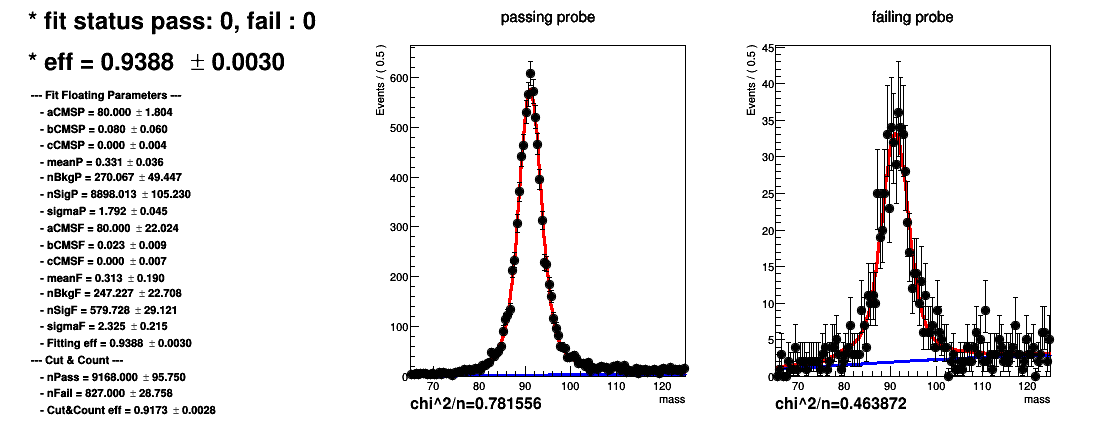 * fit status pass: 0, fail : 0
* eff = 0.9388 ± 0.0030
--- Fit Floating Parameters ---
- aCMSP = 80.000 ± 1.804
- bCMSP = 0.080 ± 0.060
- cCMSP = 0.000 ± 0.004
- meanP = 0.331 ± 0.036
- nBkgP = 270.067 ± 49.447
- nSigP = 8898.013 ± 105.230
- sigmaP = 1.792 ± 0.045
- aCMSF = 80.000 ± 22.024
- bCMSF = 0.023 ± 0.009
- cCMSF = 0.000 ± 0.007
- meanF = 0.313 ± 0.190
- nBkgF = 247.227 ± 22.708
- nSigF = 579.728 ± 29.121
- sigmaF = 2.325 ± 0.215
- Fitting eff = 0.9388 ± 0.0030
--- Cut & Count ---
- nPass = 9168.000 ± 95.750
- nFail = 827.000 ± 28.758
- Cut&Count eff = 0.9173 ± 0.0028
passing probe
Events / ( 0.5 )
600
500
400
300
200
100
0
70 80 90 100 110 120
mass
chi^2/n=0.781556
failing probe
Events / ( 0.5 )
45
40
35
30
25
20
15
10
5
0
70 80 90 100 110 120
mass
chi^2/n=0.463872